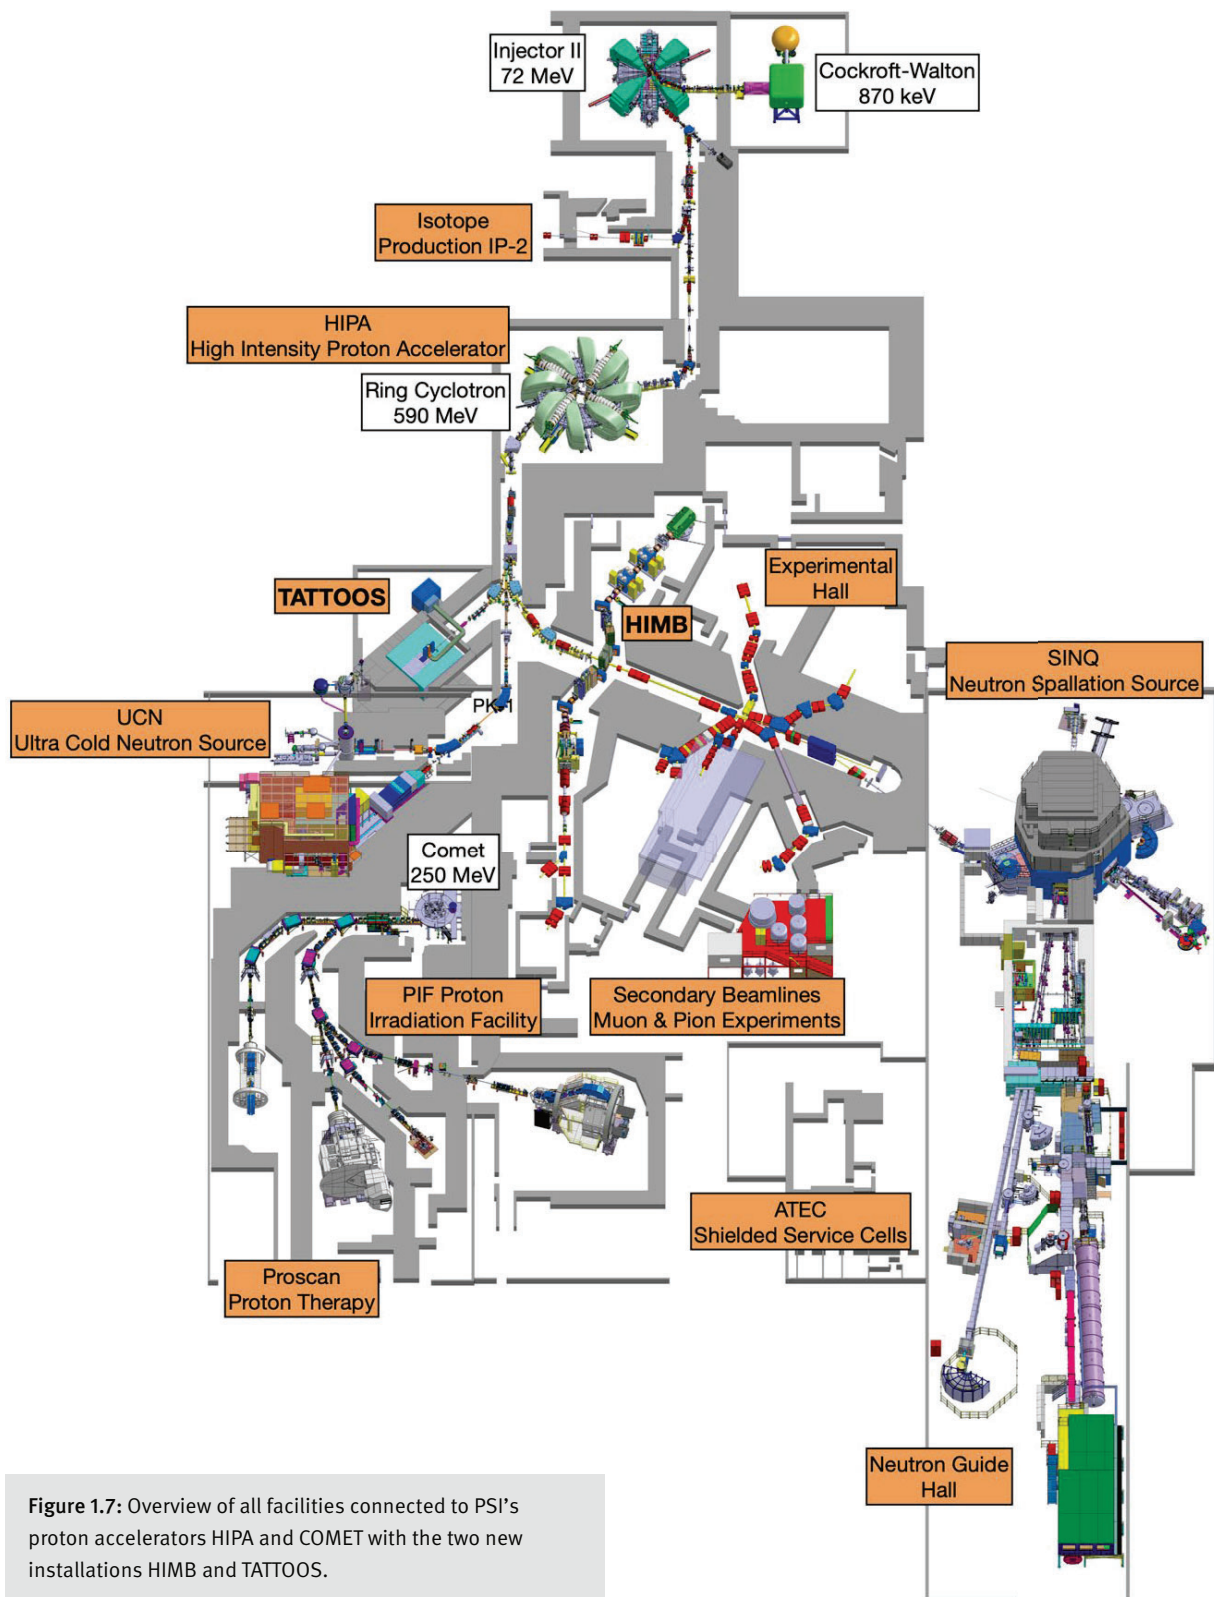 Injector II
72 MeV
Cockroft-Walton
870 keV
Isotope
Production IP-2
HIPA
High Intensity Proton Accelerator
Ring Cyclotron
590 MeV
Experimental
Hall
TATTOOS
HIMB
SINQ
Neutron Spallation Source
UCN
Ultra Cold Neutron Source
Comet
250 MeV
PIF Proton
Irradiation Facility
Secondary Beamlines
Muon & Pion Experiments
ATEC
Shielded Service Cells
Proscan
Proton Therapy
Neutron Guide
Hall
Figure 1.7: Overview of all facilities connected to PSI’s
proton accelerators HIPA and COMET with the two new
installations HIMB and TATTOOS.